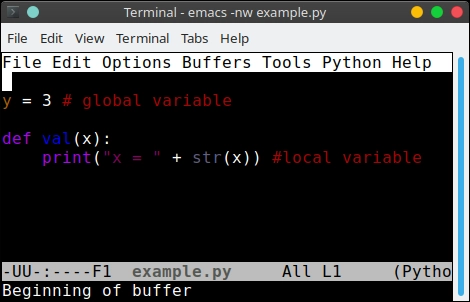 Terminal - emacs -nw example.py
File Edit View Terminal Tabs Help
File Edit Options Buffers Tools Python Help
y = 3 # global variable
def val(x):
    print("x = " + str(x)) #local variable
-UU-:----F1  example.py     All L1     (Pytho
Beginning of buffer